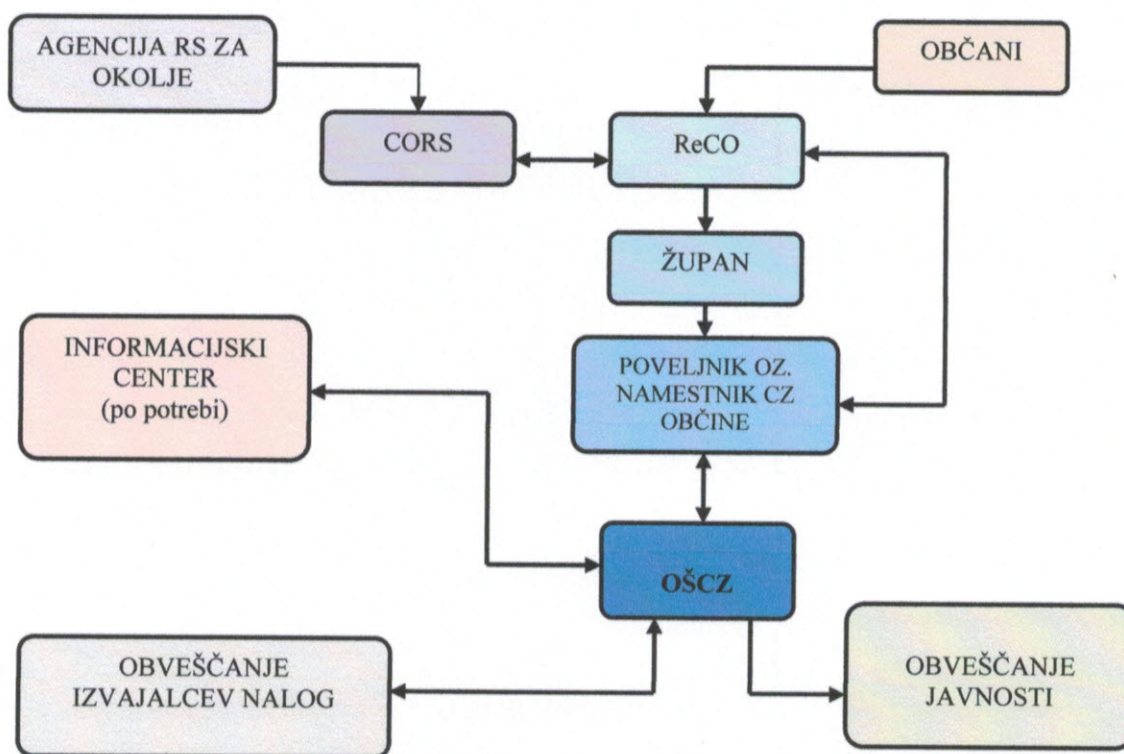 AGENCIJA RS ZA
OKOLJE
OBČANI
CORS
ReCO
ŽUPAN
INFORMACIJSKI
CENTER
(po potrebi)
POVELJNIK OZ.
NAMESTNIK CZ
OBČINE
OŠCZ
OBVEŠČANJE
IZVAJALCEV NALOG
OBVEŠČANJE
JAVNOSTI